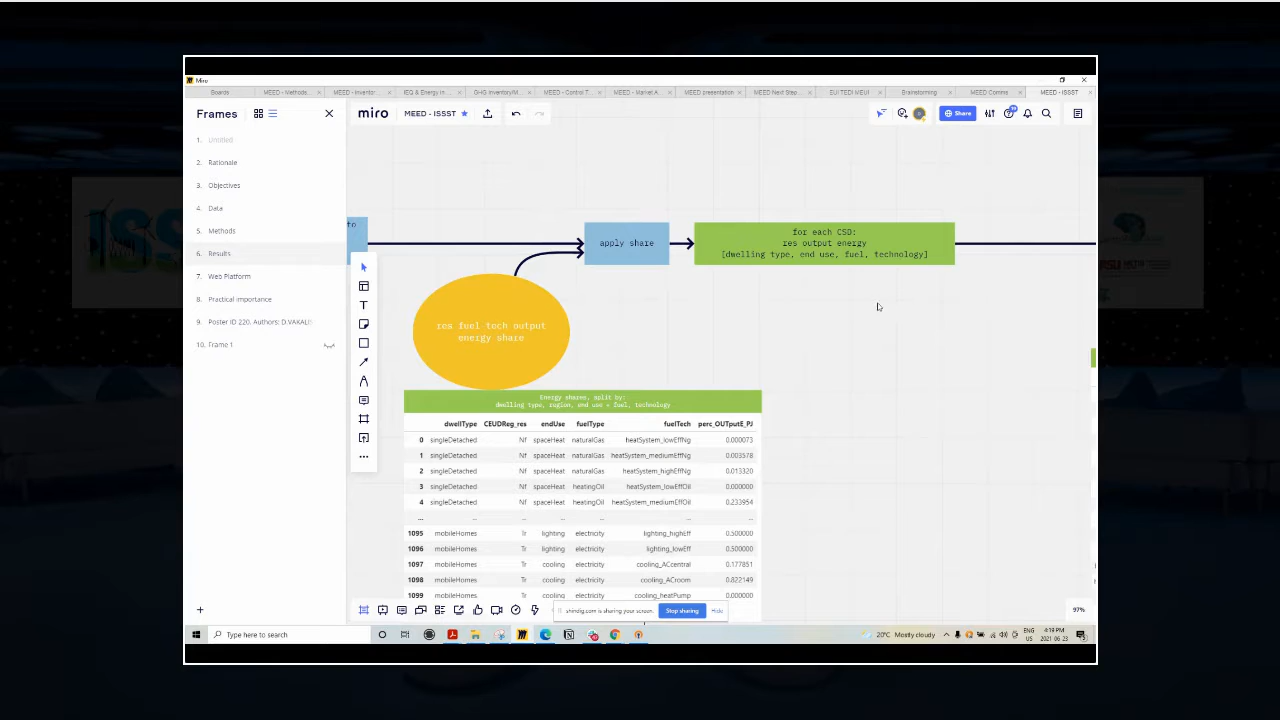 Miro
Boards
MEED - Methods...
MEED - Inventor...
IEQ & Energy in ...
GHG Inventory/M...
MEED - Control T...
MEED - Market A...
MEED presentation
MEED Next Step...
EUI TEDI MEUI
Brainstorming
MEED Comms
MEED - ISSST
Frames
miro
MEED - ISSST
Share
1. Untitled
2. Rationale
3. Objectives
4. Data
5. Methods
6. Results
7. Web Platform
8. Practical importance
9. Poster ID 220, Authors: D.VAKALIS
10. Frame 1
to
apply share
for each CSD:
res output energy
[dwelling type, end use, fuel, technology]
res fuel tech output
energy share
Energy shares, split by:
dwelling type, region, end use + fuel, technology
dwellType CEUDReg_res endUse fuelType fuelTech perc_OUTputE_PJ
0 singleDetached Nf spaceHeat naturalGas heatSystem_lowEffNg 0.000073
1 singleDetached Nf spaceHeat naturalGas heatSystem_mediumEffNg 0.003578
2 singleDetached Nf spaceHeat naturalGas heatSystem_highEffNg 0.013320
3 singleDetached Nf spaceHeat heatingOil heatSystem_lowEffOil 0.000000
4 singleDetached Nf spaceHeat heatingOil heatSystem_mediumEffOil 0.233954
... ... ... ... ... ... ...
1095 mobileHomes Tr lighting electricity lighting_highEff 0.500000
1096 mobileHomes Tr lighting electricity lighting_lowEff 0.500000
1097 mobileHomes Tr cooling electricity cooling_ACcentral 0.177851
1098 mobileHomes Tr cooling electricity cooling_ACroom 0.822149
1099 mobileHomes Tr cooling electricity cooling_heatPump 0.000000
shindig.com is sharing your screen.
Stop sharing
Hide
97%
Type here to search
20°C Mostly cloudy
ENG
US
4:19 PM
2021-06-23